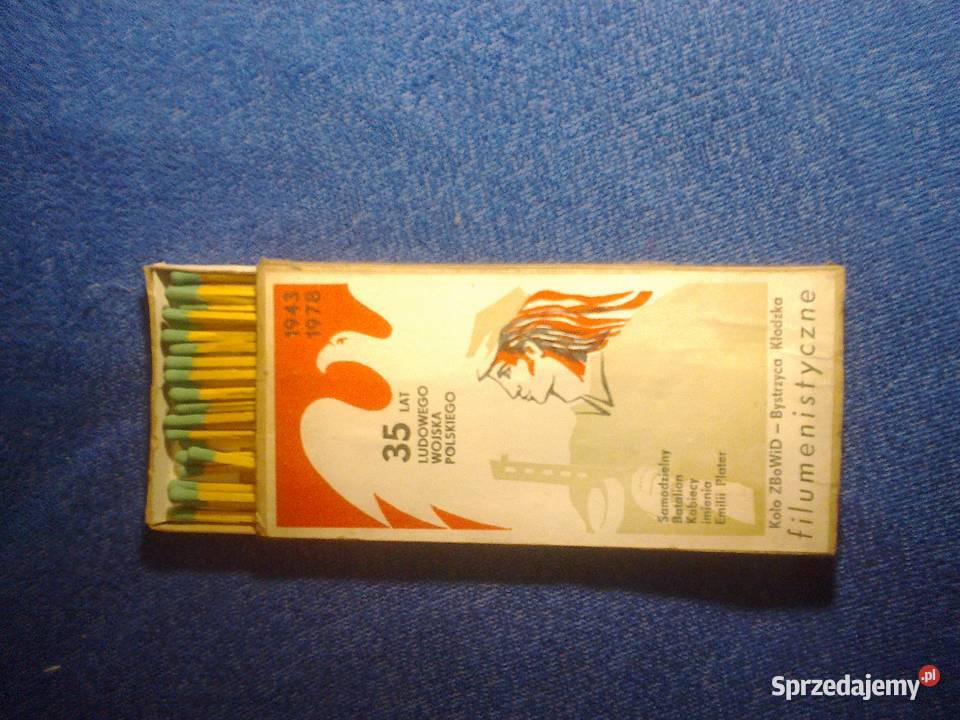 1943
1978
35 LAT
LUDOWEGO
WOJSKA
POLSKIEGO
Samodzielny
Batalion
Kobiecy
imienia
Emilii Plater
Koło ZBoWiD – Bystrzyca Kłodzka
filumenistyczne
Sprzedajemy.pl